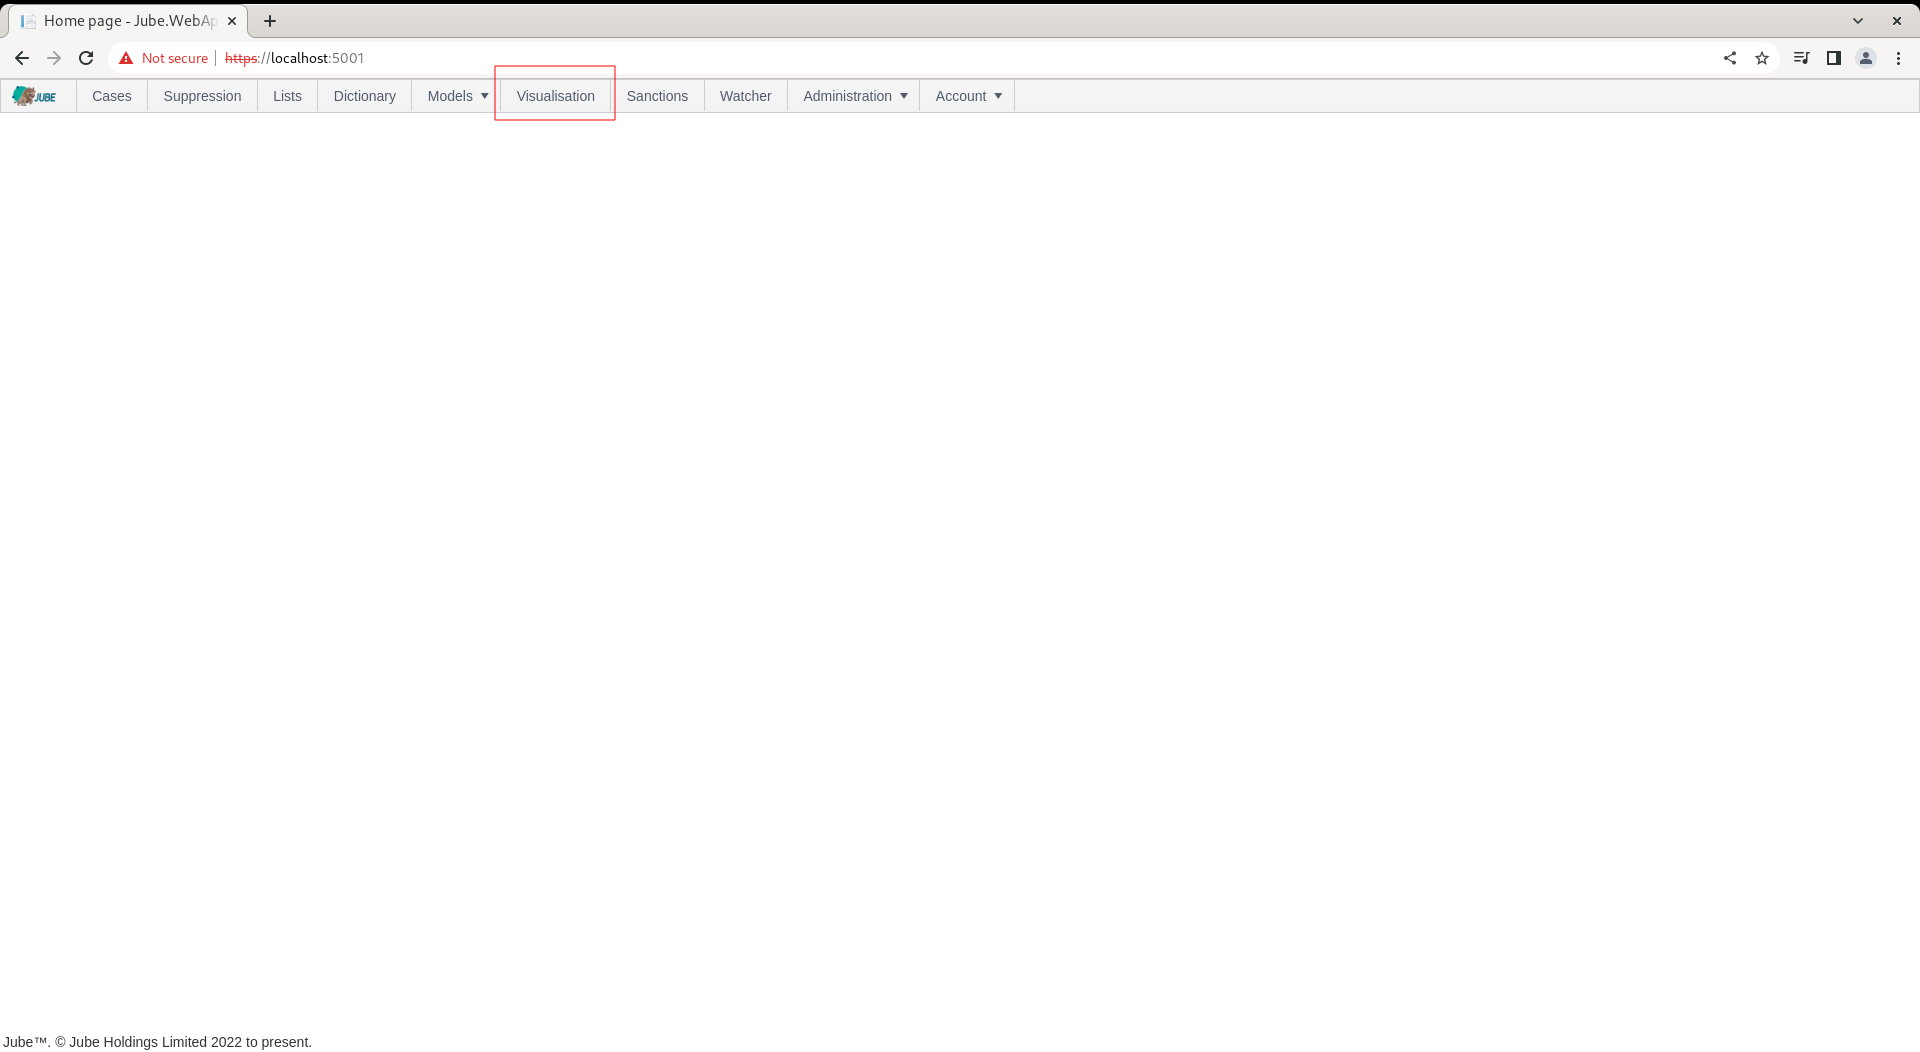 Home page - Jube.WebAp
Not secure https://localhost:5001
JUBE Cases Suppression Lists Dictionary Models Visualisation Sanctions Watcher Administration Account
Jube™. © Jube Holdings Limited 2022 to present.